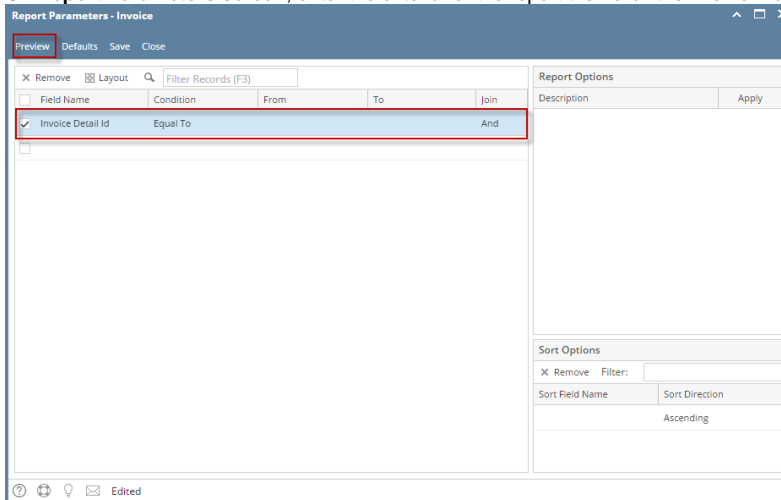 Report Parameters - Invoice
Preview Defaults Save Close
Remove Layout Filter Records (F3)
Field Name Condition From To Join
Invoice Detail Id Equal To And
Report Options
Description Apply
Sort Options
Remove Filter:
Sort Field Name Sort Direction
Ascending
Edited